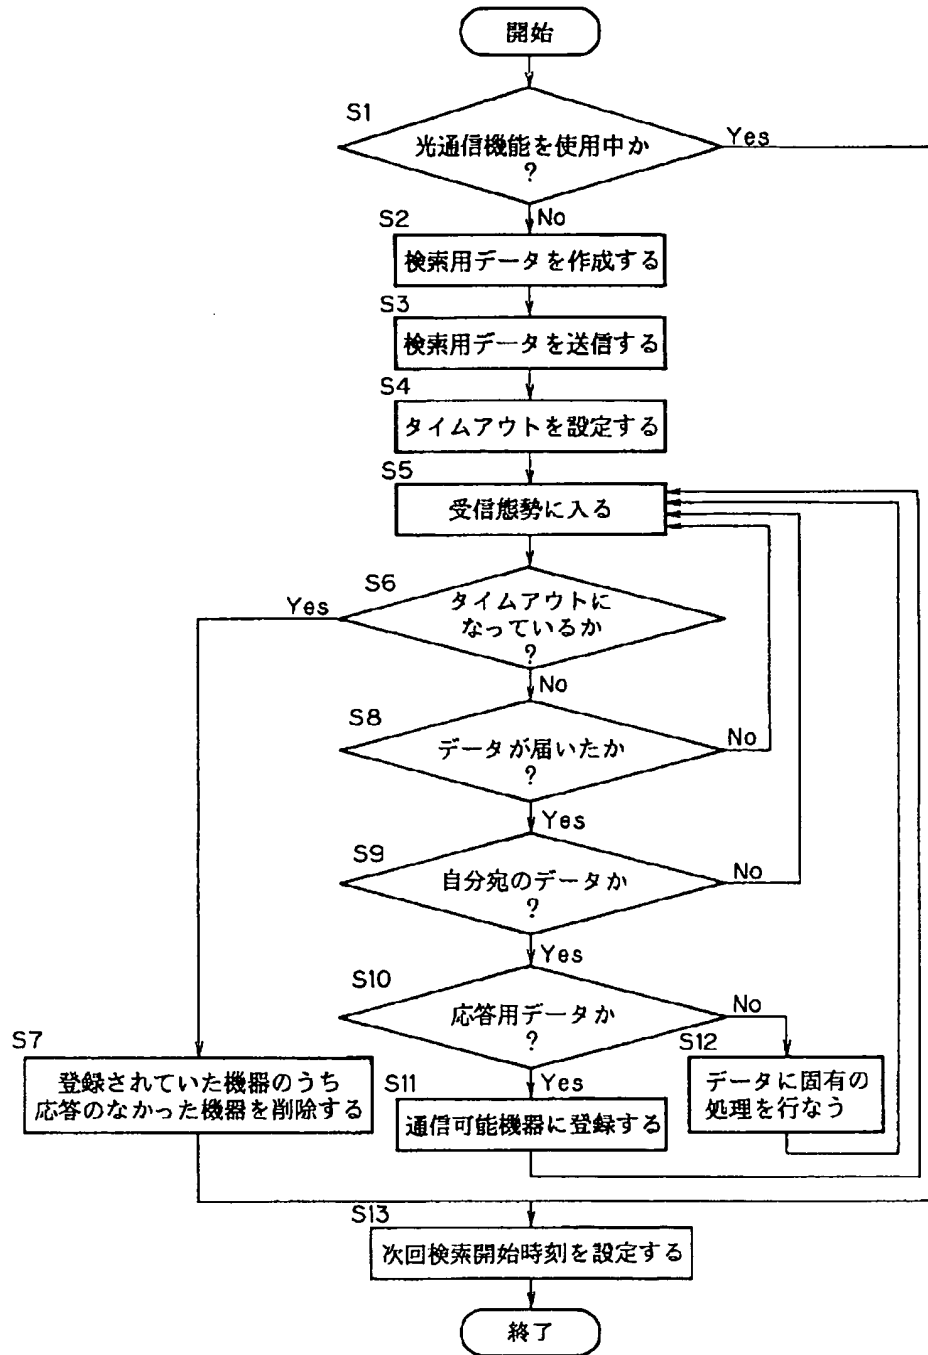 開始
S1
光通信機能を使用中か
?
Yes
No
S2
検索用データを作成する
S3
検索用データを送信する
S4
タイムアウトを設定する
S5
受信態勢に入る
S6
タイムアウトに
なっているか
?
Yes
No
S8
データが届いたか
?
No
Yes
S9
自分宛のデータか
?
No
Yes
S10
応答用データか
?
No
Yes
S7
登録されていた機器のうち
応答のなかった機器を削除する
S11
通信可能機器に登録する
S12
データに固有の
処理を行なう
S13
次回検索開始時刻を設定する
終了